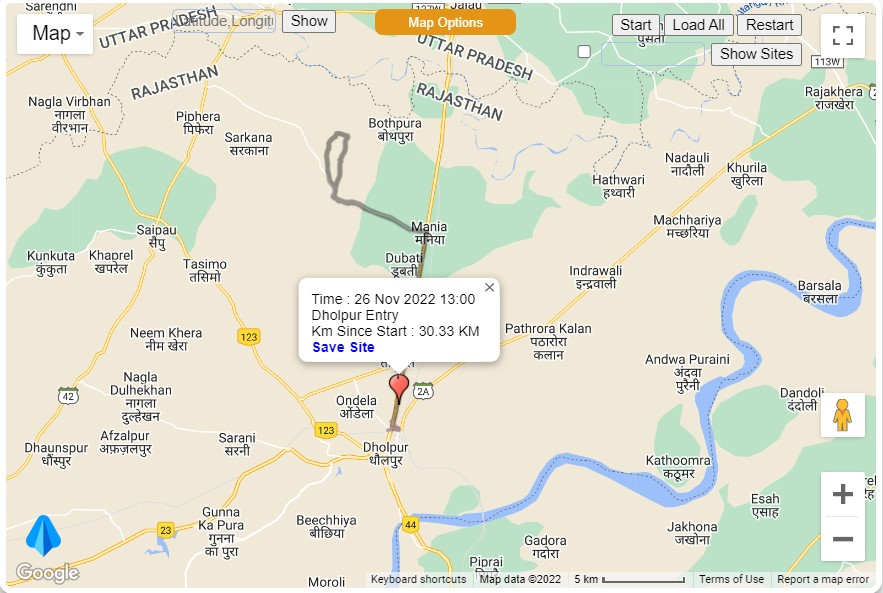 Sarendhi
सरेन्धी
UTTAR PRADESH
Map
Latitude,Longitu
Show
Map Options
127W
Jalau
Start
Load All
Restart
Show Sites
पुसेता
113W
UTTAR PRADESH
RAJASTHAN
RAJASTHAN
Rajakhera
राजखेरा
Nagla Virbhan
नागला
वीरभान
Piphera
पिफेरा
Sarkana
सरकाना
Bothpura
बोथपुरा
Nadauli
नादौली
Khurila
खुरिला
Hathwari
हथ्वारी
Machhariya
मच्छरिया
Saipau
सैपु
Mania
मनिया
Kunkuta
कुंकुता
Khaprel
खपरेल
Tasimo
तसिमो
Dubati
डूबती
Indrawali
इन्द्रवाली
Barsala
बरसला
Time : 26 Nov 2022 13:00
Dholpur Entry
Km Since Start : 30.33 KM
Save Site
Neem Khera
नीम खेरा
123
Pathrora Kalan
पठारोरा
कलान
Andwa Puraini
अंदवा
पुरैनी
Nagla
Dulhekhan
नागला
दुल्हेखन
42
2A
Ondela
ओंडेला
Dandoli
दंदोली
Dhaunspur
धौंस्पुर
Afzalpur
अफ़ज़लपुर
Sarani
सरनी
123
Dholpur
धौलपुर
Kathoomra
कठूमर
Esah
एसाह
Gunna
Ka Pura
गुनना
का पुरा
23
Beechhiya
बीछिया
44
Jakhona
जखोना
Gadora
गदोरा
Piprai
Moroli
Google
Keyboard shortcuts
Map data ©2022
5 km
Terms of Use
Report a map error